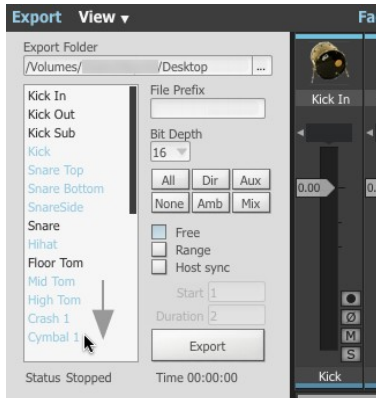 Export View ▼ Fa
Export Folder
/Volumes/ /Desktop ...
Kick In
Kick Out
Kick Sub
Kick
Snare Top
Snare Bottom
SnareSide
Snare
Hihat
Floor Tom
Mid Tom
High Tom
Crash 1
Cymbal 1
File Prefix
Bit Depth
16
All Dir Aux
None Amb Mix
Free
Range
Host sync
Start 1
Duration 2
Export
Status Stopped Time 00:00:00
Kick In
0.00 0.
Ø
M
S
Kick